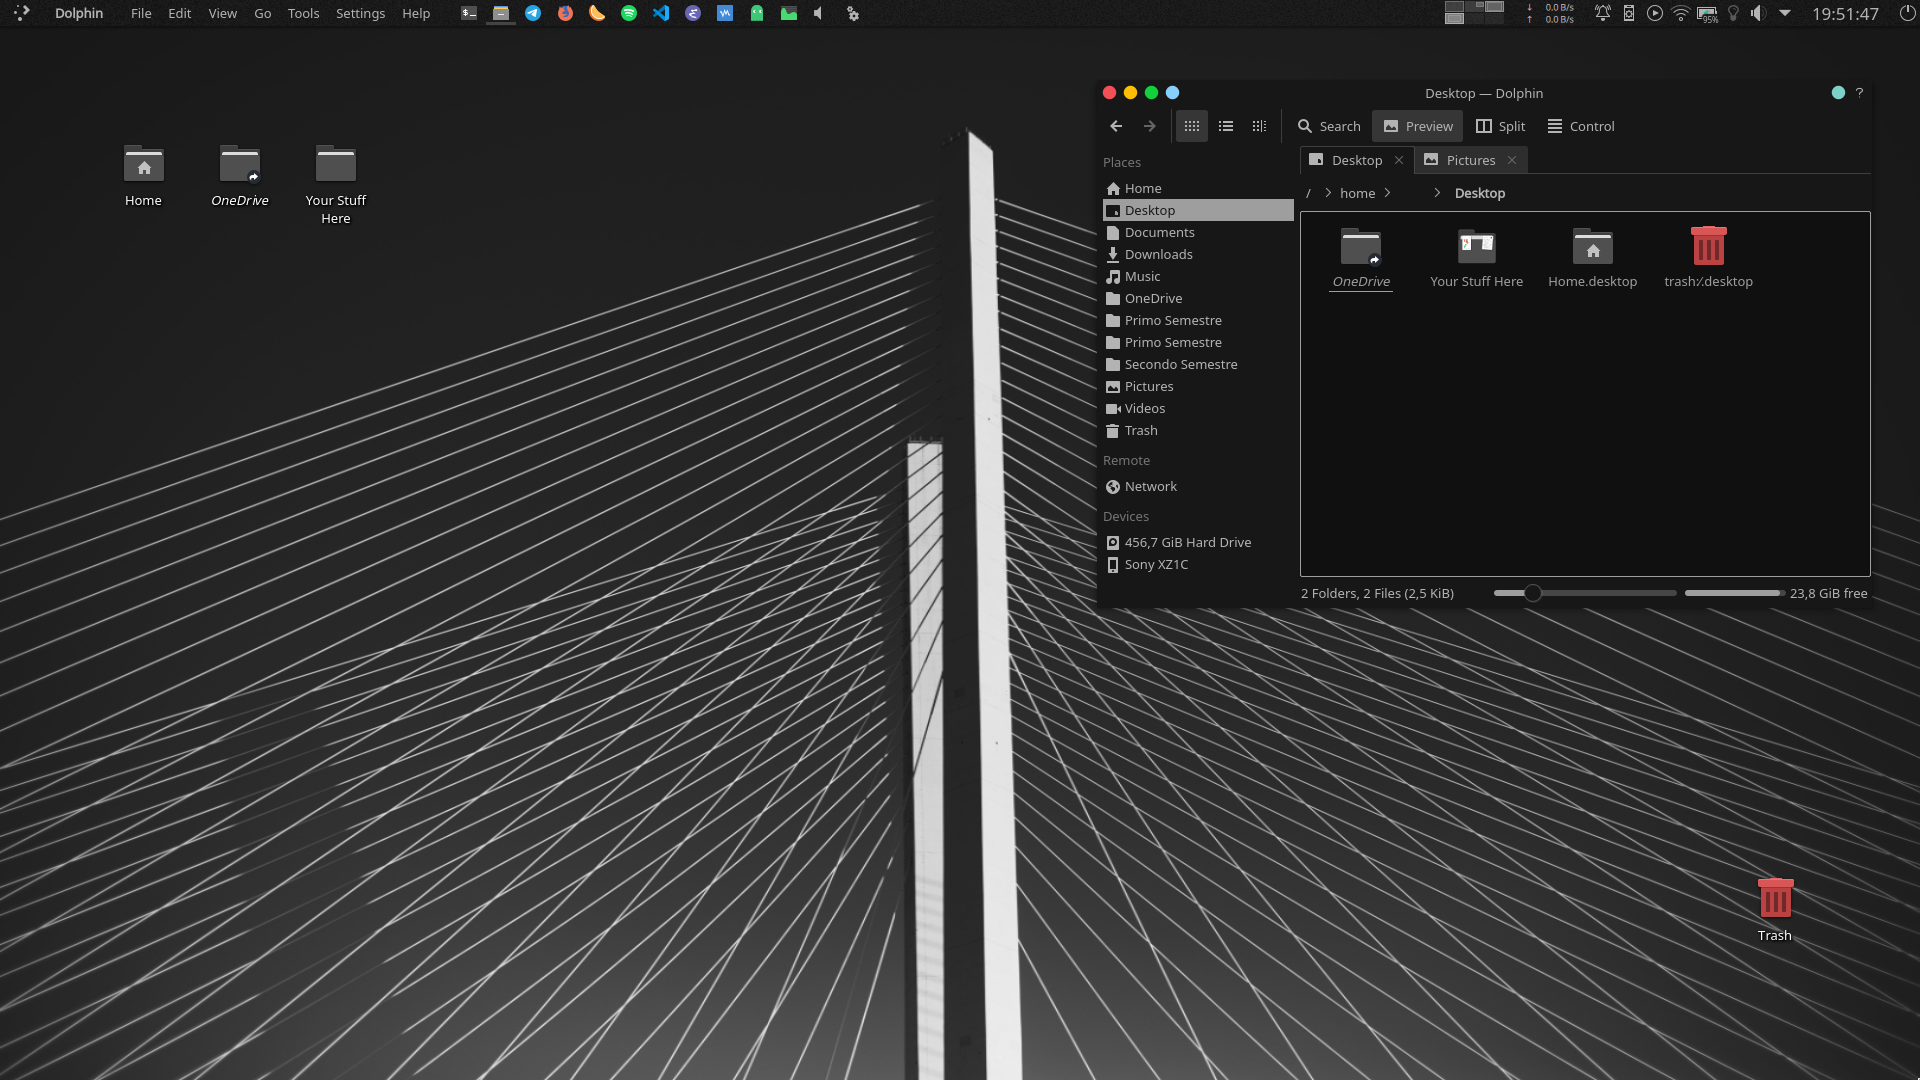 Dolphin File Edit View Go Tools Settings Help
0.0 B/s
0.0 B/s
95%
19:51:47
Home
OneDrive
Your Stuff
Here
Desktop — Dolphin
?
Search Preview Split Control
Places
Desktop Pictures
/ > home > > Desktop
Home
Desktop
Documents
Downloads
Music
OneDrive
Primo Semestre
Primo Semestre
Secondo Semestre
Pictures
Videos
Trash
Remote
Network
Devices
456,7 GiB Hard Drive
Sony XZ1C
OneDrive
Your Stuff Here
Home.desktop
trash:⁄.desktop
2 Folders, 2 Files (2,5 KiB)
23,8 GiB free
Trash